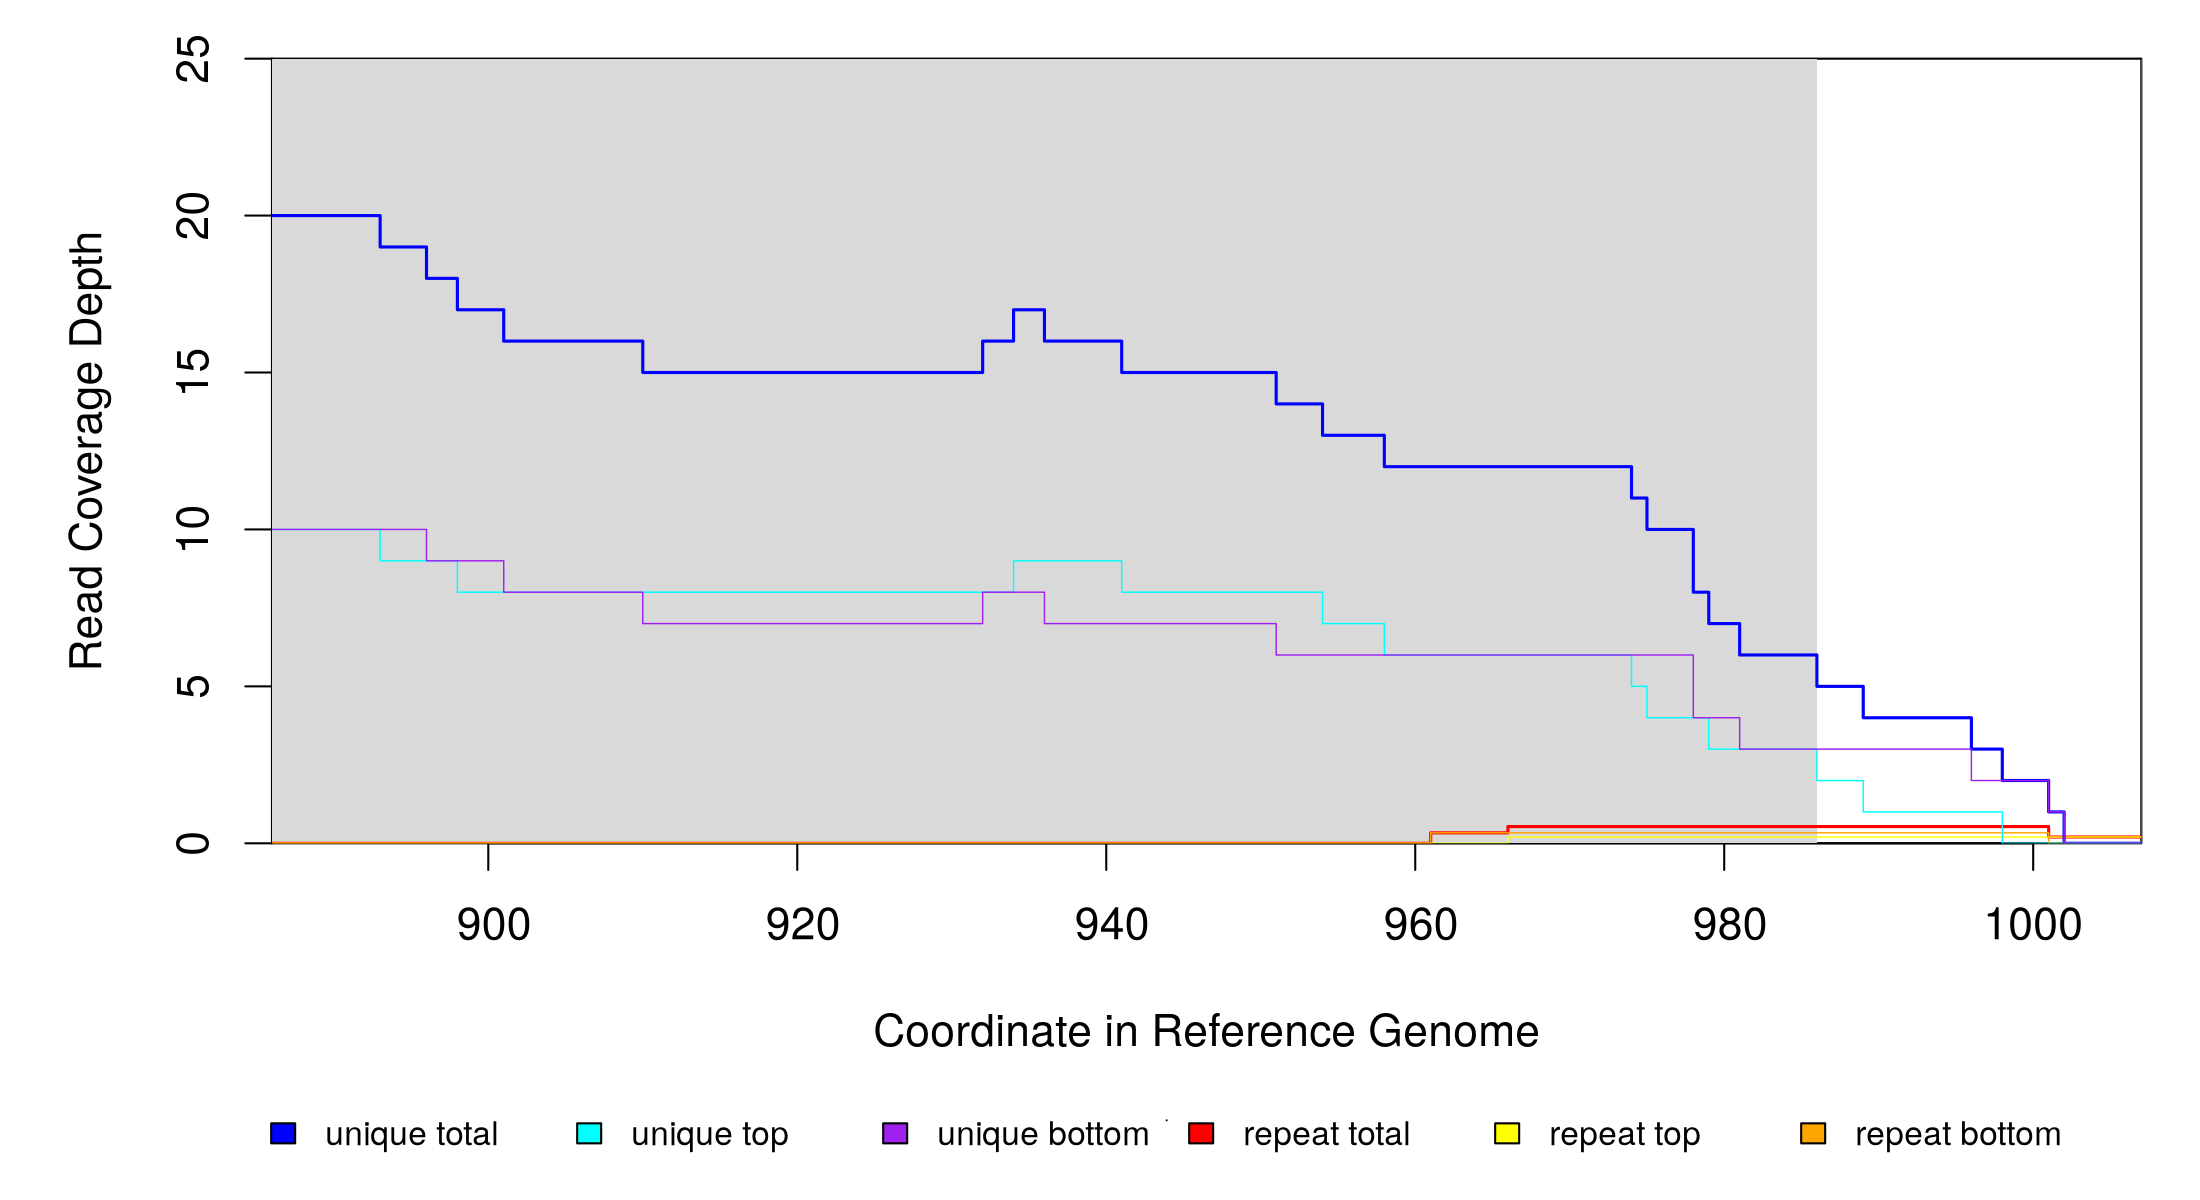 Read Coverage Depth
25
20
15
10
5
0
900 920 940 960 980 1000
Coordinate in Reference Genome
unique total unique top unique bottom repeat total repeat top repeat bottom